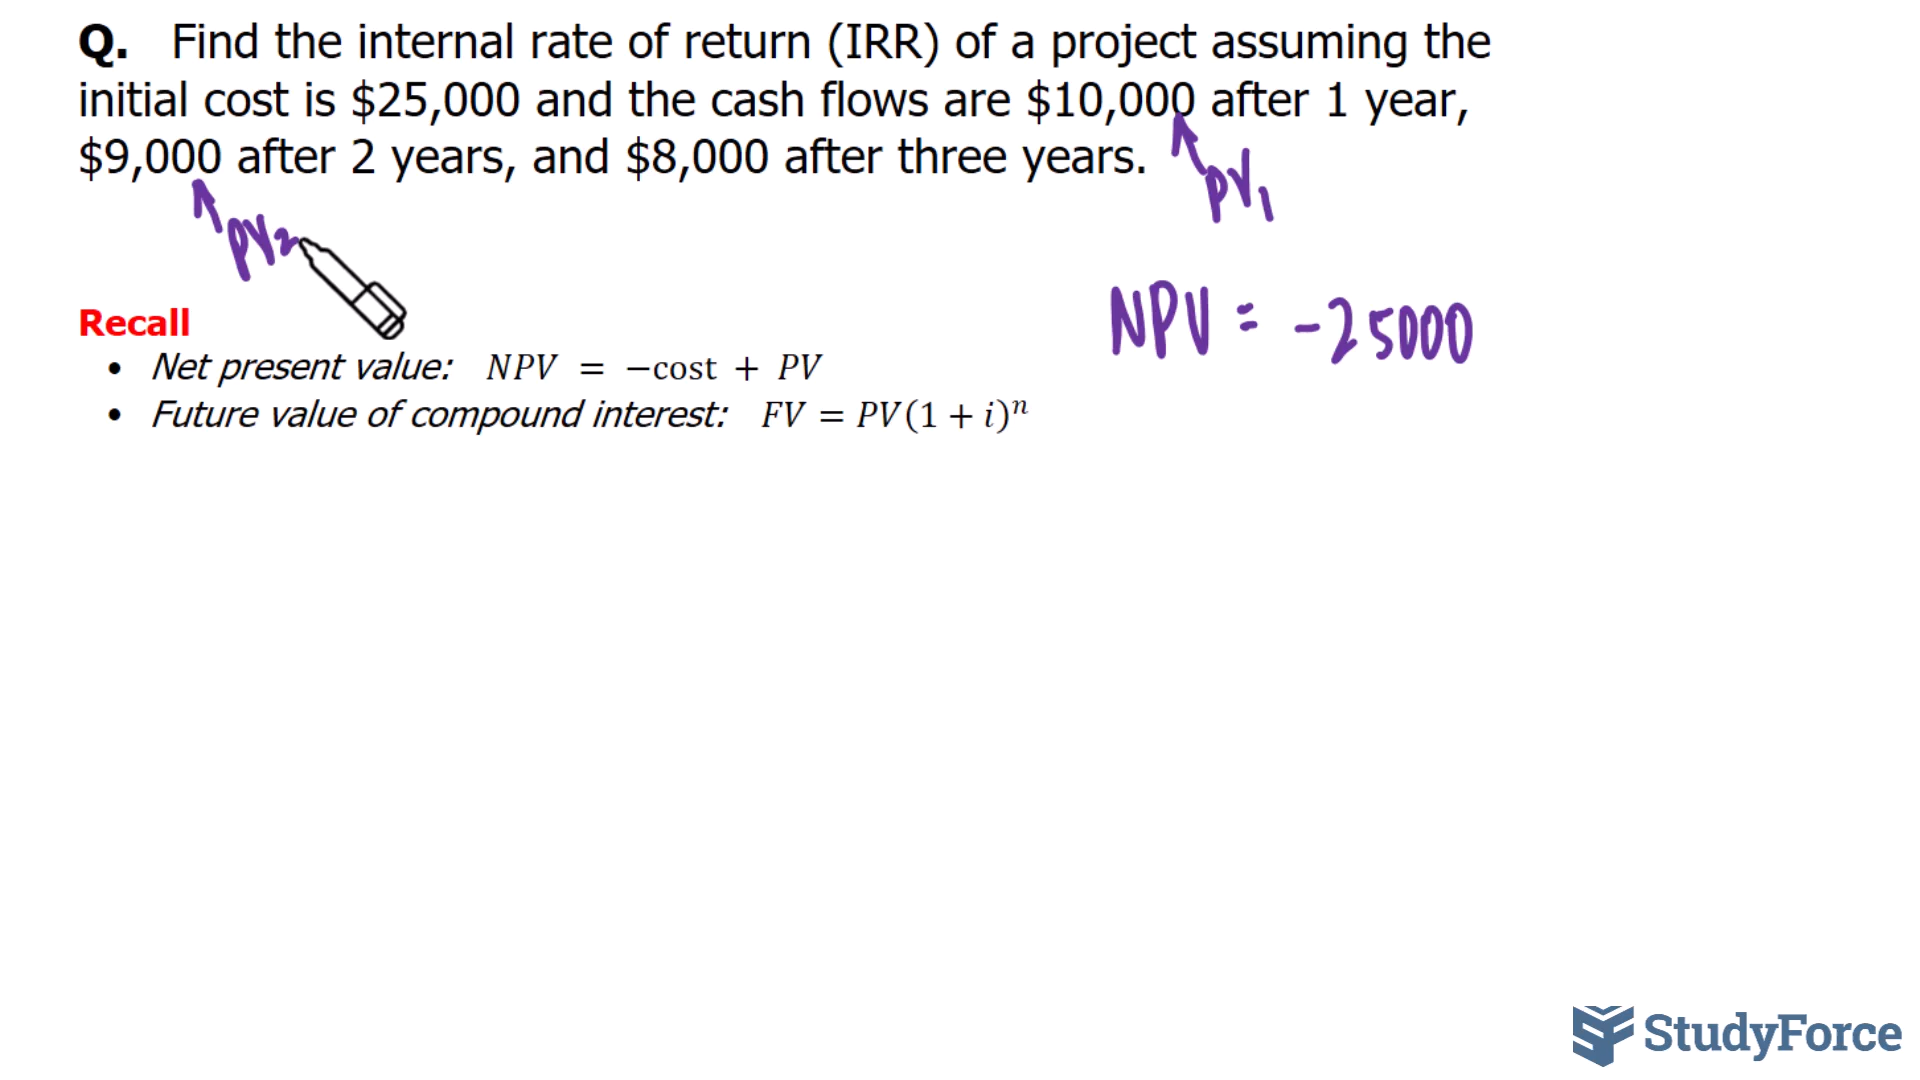 Q. Find the internal rate of return (IRR) of a project assuming the
initial cost is $25,000 and the cash flows are $10,000 after 1 year,
$9,000 after 2 years, and $8,000 after three years.
PV1
PV2
NPV = -25000
Recall
• Net present value: NPV = −cost + PV
• Future value of compound interest: FV = PV(1 + i)ⁿ
StudyForce